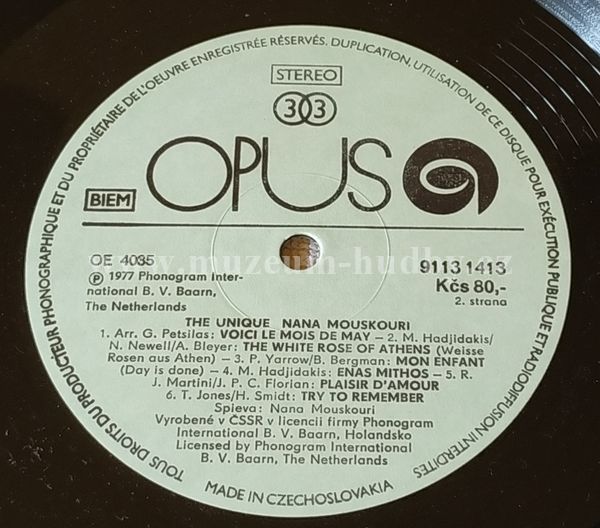 TOUS DROITS DU PRODUCTEUR PHONOGRAPHIQUE ET DU PROPRIÉTAIRE DE L'OEUVRE ENREGISTRÉE RÉSERVÉS. DUPLICATION, UTILISATION DE CE DISQUE POUR EXÉCUTION PUBLIQUE ET RADIODIFFUSION INTERDITES
STEREO
33
OPUS
BIEM
OE 4035
℗ 1977 Phonogram Inter-
national B. V. Baarn,
The Netherlands
9113 1413
Kčs 80,-
2. strana
www.muzeum-hudby.cz
THE UNIQUE NANA MOUSKOURI
1. Arr. G. Petsilas: VOICI LE MOIS DE MAY – 2. M. Hadjidakis/
N. Newell/A. Bleyer: THE WHITE ROSE OF ATHENS (Weisse
Rosen aus Athen) – 3. P. Yarrow/B. Bergman: MON ENFANT
(Day is done) – 4. M. Hadjidakis: ENAS MITHOS – 5. R.
J. Martini/J. P. C. Florian: PLAISIR D'AMOUR
6. T. Jones/H. Smidt: TRY TO REMEMBER
Spieva: Nana Mouskouri
Vyrobené v ČSSR v licencii firmy Phonogram
International B. V. Baarn, Holandsko
Licensed by Phonogram International
B. V. Baarn, The Netherlands
MADE IN CZECHOSLOVAKIA